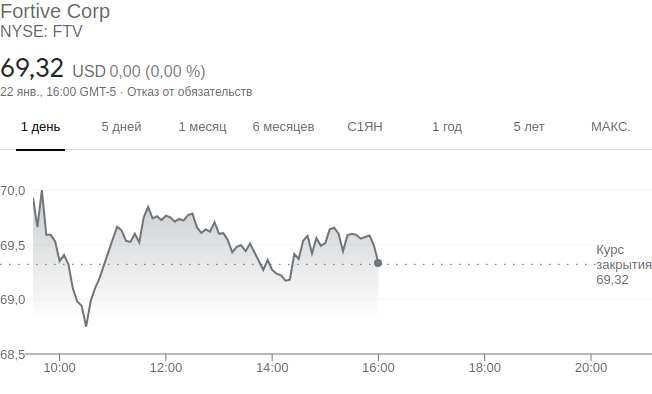 Fortive Corp
NYSE: FTV
69,32 USD 0,00 (0,00 %)
22 янв., 16:00 GMT-5 · Отказ от обязательств
1 день 5 дней 1 месяц 6 месяцев С1ЯН 1 год 5 лет МАКС.
70,0
69,5
Курс
закрытия
69,32
69,0
68,5
10:00 12:00 14:00 16:00 18:00 20:00